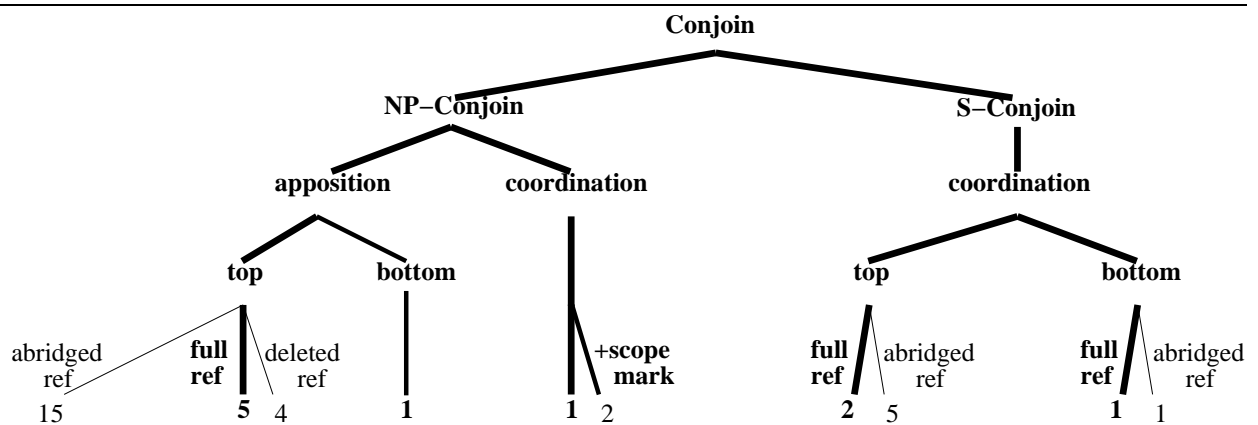 Conjoin
NP−Conjoin S−Conjoin
apposition coordination coordination
top bottom top bottom
abridged ref full ref deleted ref +scope mark full ref abridged ref full ref abridged ref
15 5 4 1 1 2 2 5 1 1